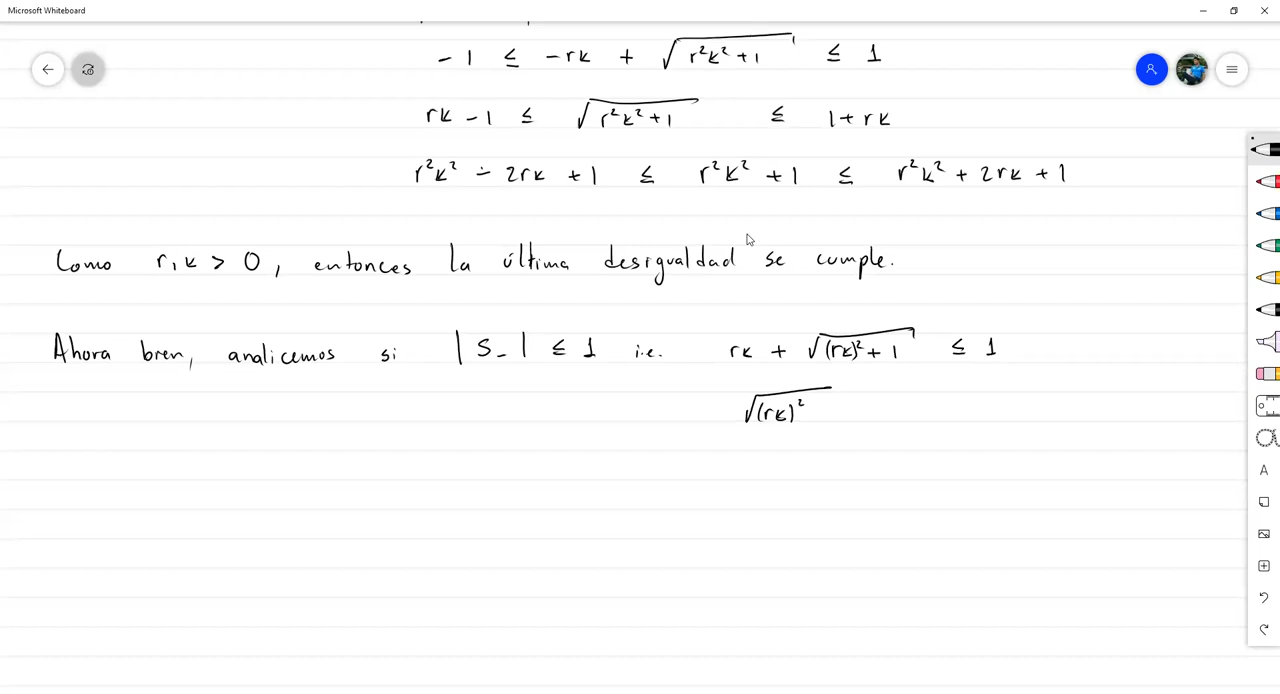 Microsoft Whiteboard
- 1 ≤ - rk + √(r²k² + 1) ≤ 1
rk - 1 ≤ √(r²k² + 1) ≤ 1 + rk
r²k² - 2rk + 1 ≤ r²k² + 1 ≤ r²k² + 2rk + 1
Como r, k > 0, entonces la última desigualdad se cumple.
Ahora bien, analicemos si |S_-| ≤ 1 i.e. rk + √((rk)² + 1) ≤ 1
√((rk)²
A